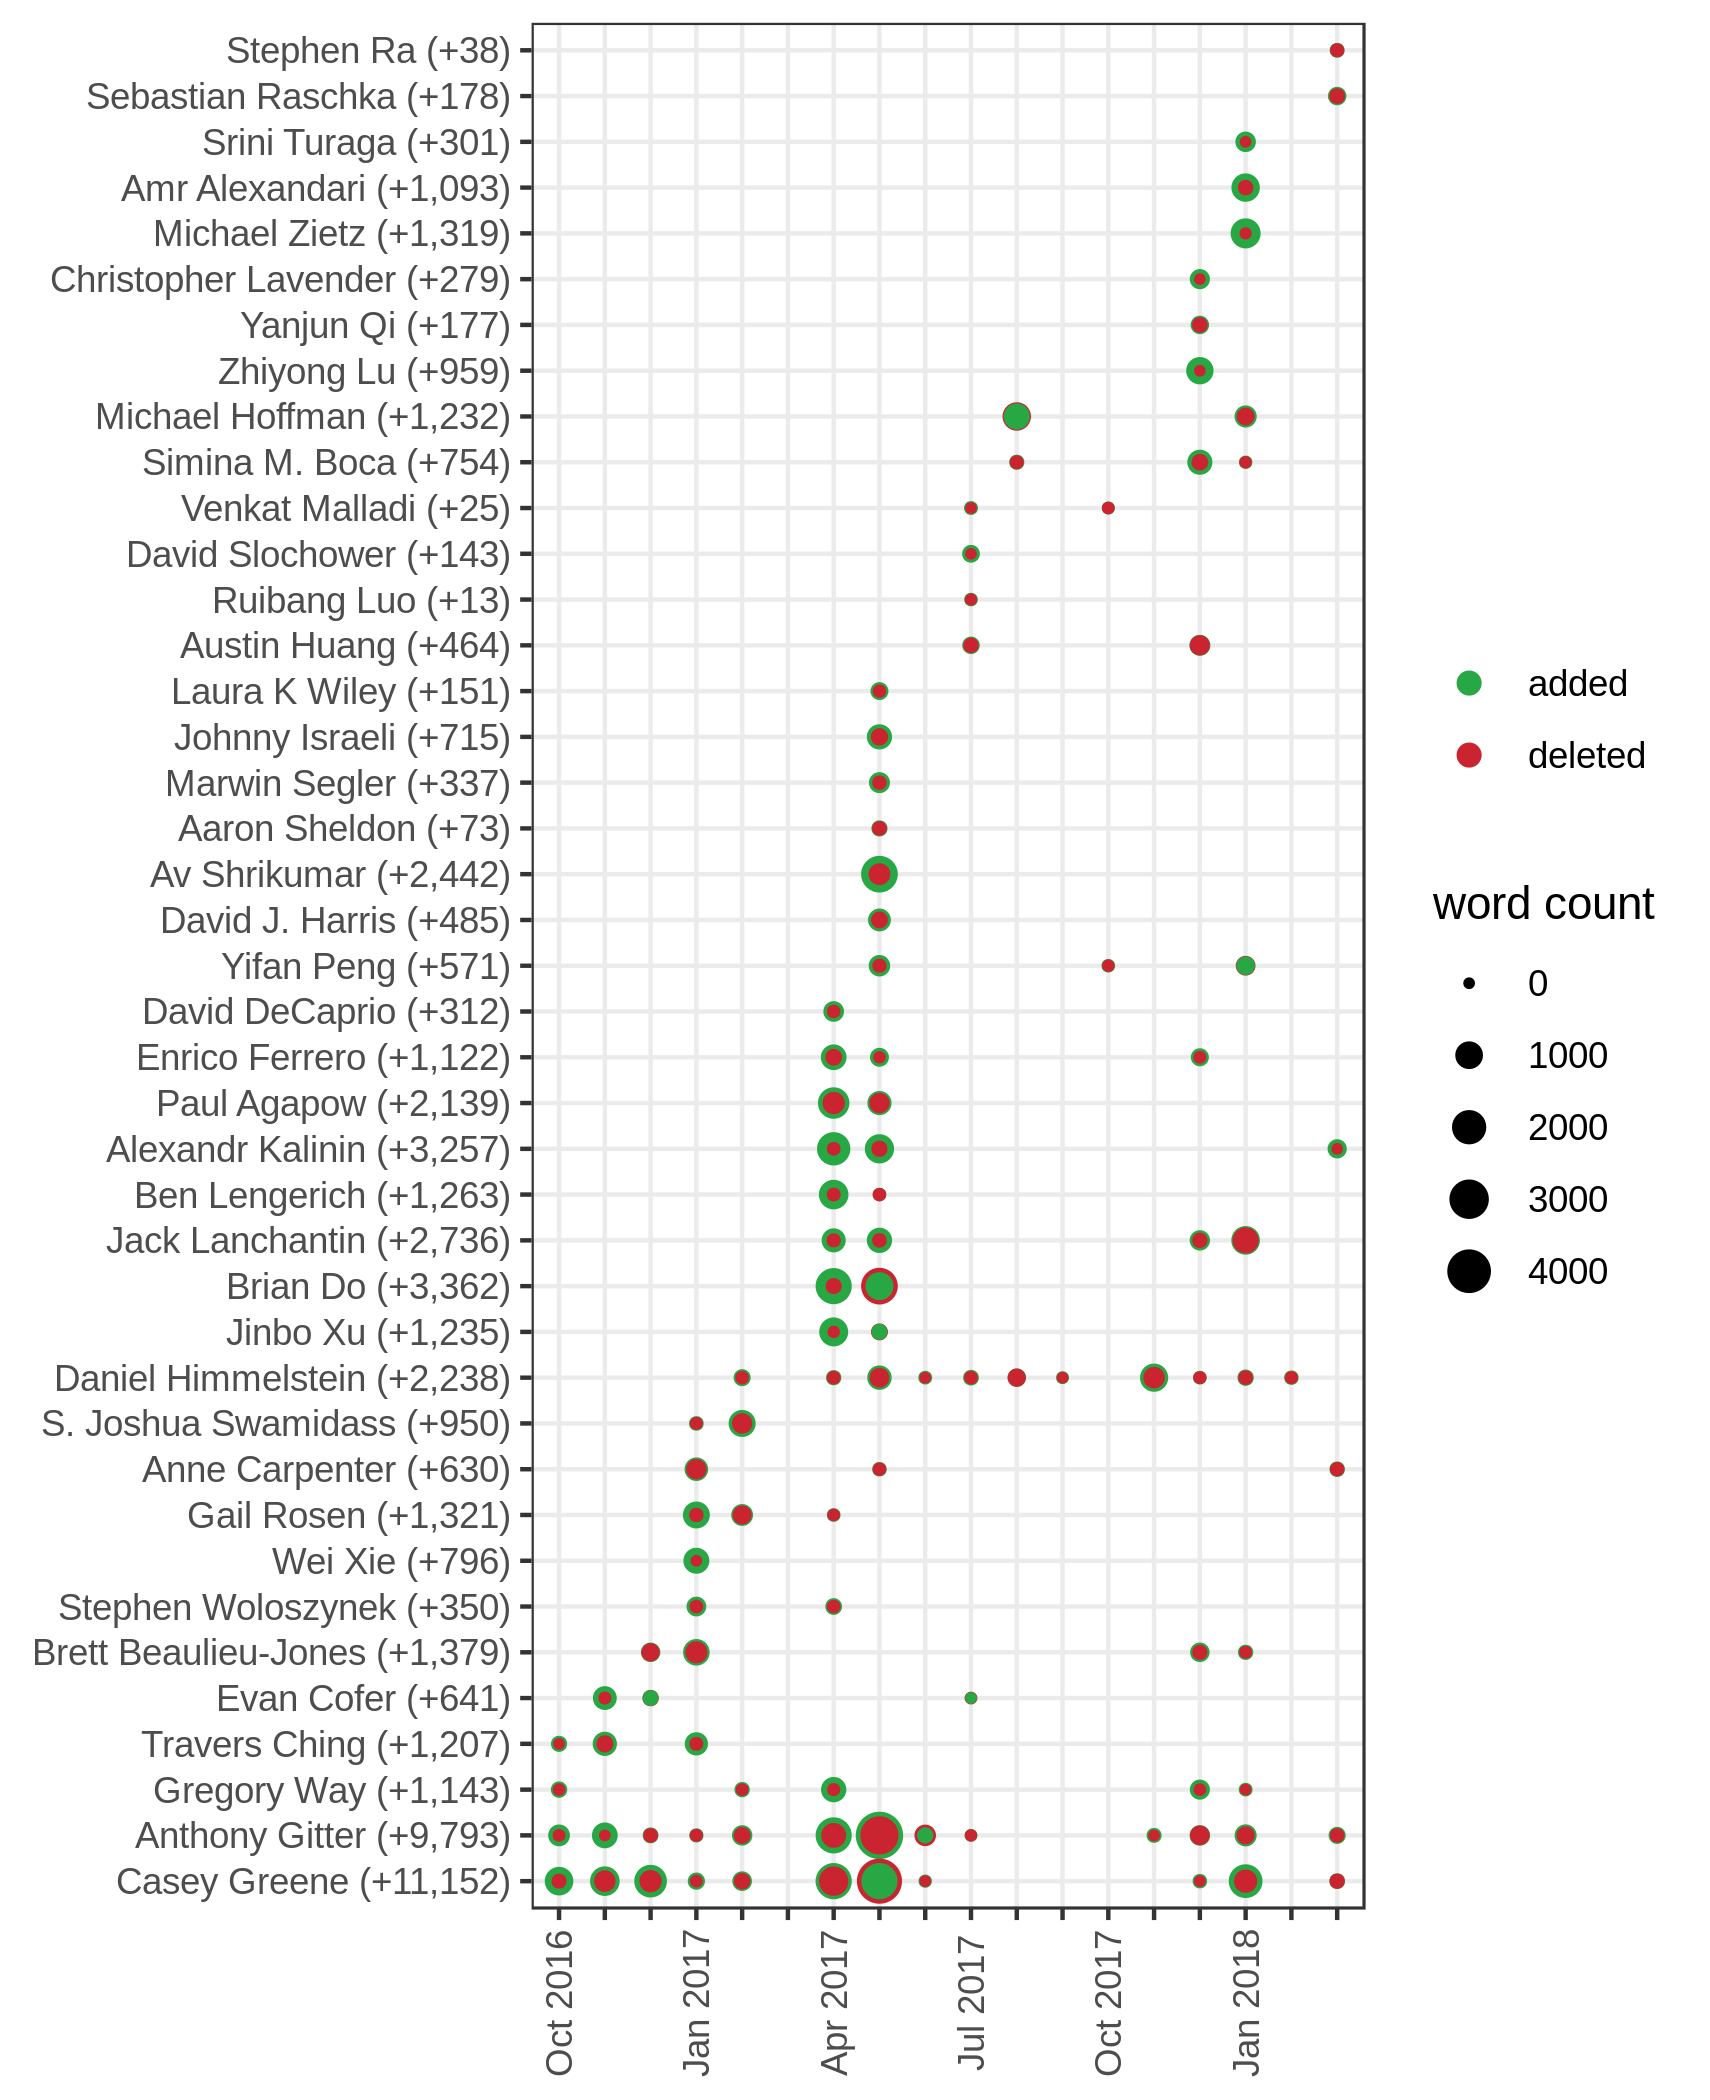 Stephen Ra (+38)
Sebastian Raschka (+178)
Srini Turaga (+301)
Amr Alexandari (+1,093)
Michael Zietz (+1,319)
Christopher Lavender (+279)
Yanjun Qi (+177)
Zhiyong Lu (+959)
Michael Hoffman (+1,232)
Simina M. Boca (+754)
Venkat Malladi (+25)
David Slochower (+143)
Ruibang Luo (+13)
Austin Huang (+464)
Laura K Wiley (+151)
Johnny Israeli (+715)
Marwin Segler (+337)
Aaron Sheldon (+73)
Av Shrikumar (+2,442)
David J. Harris (+485)
Yifan Peng (+571)
David DeCaprio (+312)
Enrico Ferrero (+1,122)
Paul Agapow (+2,139)
Alexandr Kalinin (+3,257)
Ben Lengerich (+1,263)
Jack Lanchantin (+2,736)
Brian Do (+3,362)
Jinbo Xu (+1,235)
Daniel Himmelstein (+2,238)
S. Joshua Swamidass (+950)
Anne Carpenter (+630)
Gail Rosen (+1,321)
Wei Xie (+796)
Stephen Woloszynek (+350)
Brett Beaulieu-Jones (+1,379)
Evan Cofer (+641)
Travers Ching (+1,207)
Gregory Way (+1,143)
Anthony Gitter (+9,793)
Casey Greene (+11,152)
Oct 2016
Jan 2017
Apr 2017
Jul 2017
Oct 2017
Jan 2018
added
deleted
word count
0
1000
2000
3000
4000